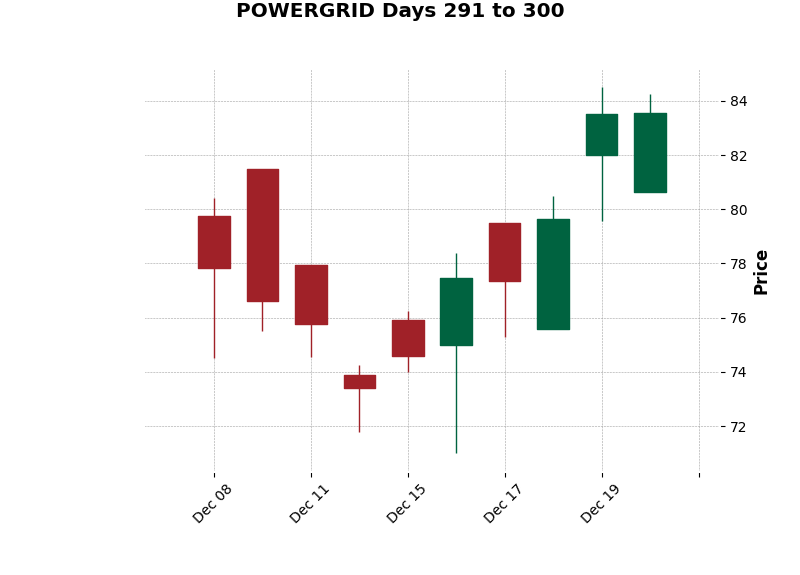 POWERGRID Days 291 to 300
84
82
80
78
76
74
72
Price
Dec 08
Dec 11
Dec 15
Dec 17
Dec 19